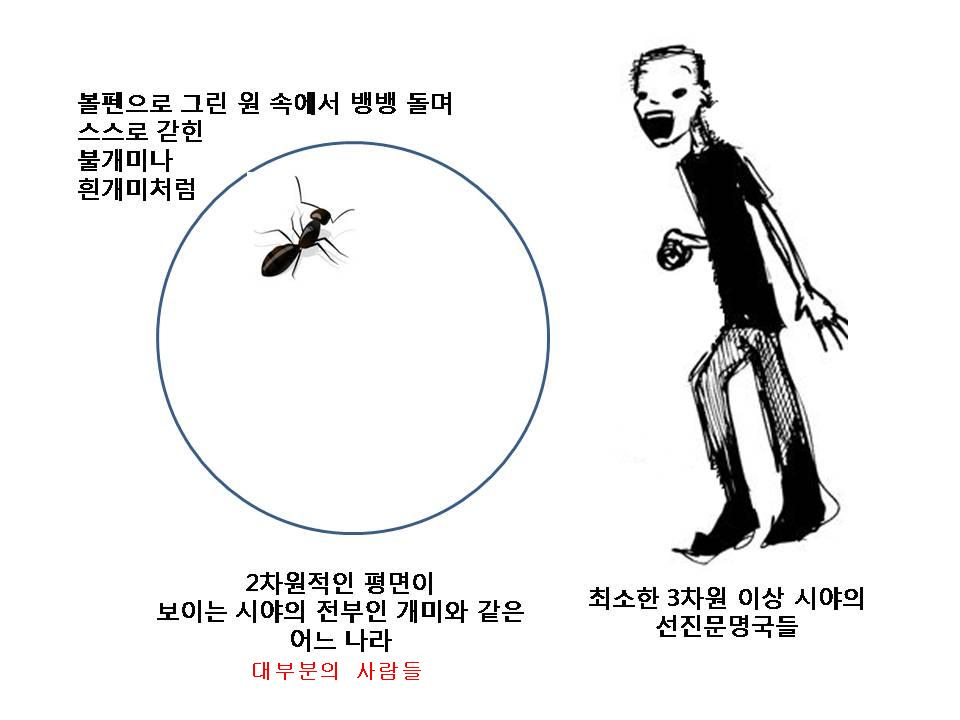 볼펜으로 그린 원 속에서 뱅뱅 돌며
스스로 갇힌
불개미나
흰개미처럼
2차원적인 평면이
보이는 시야의 전부인 개미와 같은
어느 나라
대부분의 사람들
최소한 3차원 이상 시야의
선진문명국들